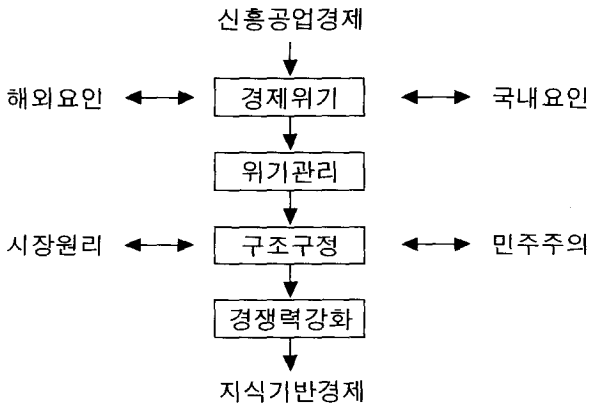 신흥공업경제
해외요인 경제위기 국내요인
위기관리
시장원리 구조구정 민주주의
경쟁력강화
지식기반경제